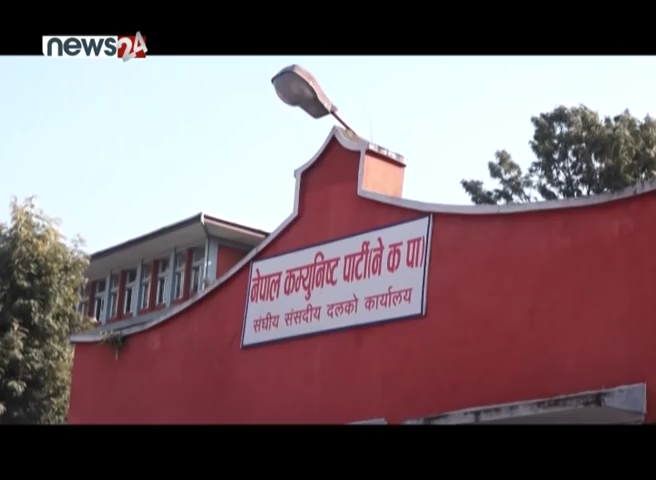 news24
नेपाल कम्युनिष्ट पार्टी(ने क पा)
संघीय संसदीय दलको कार्यालय